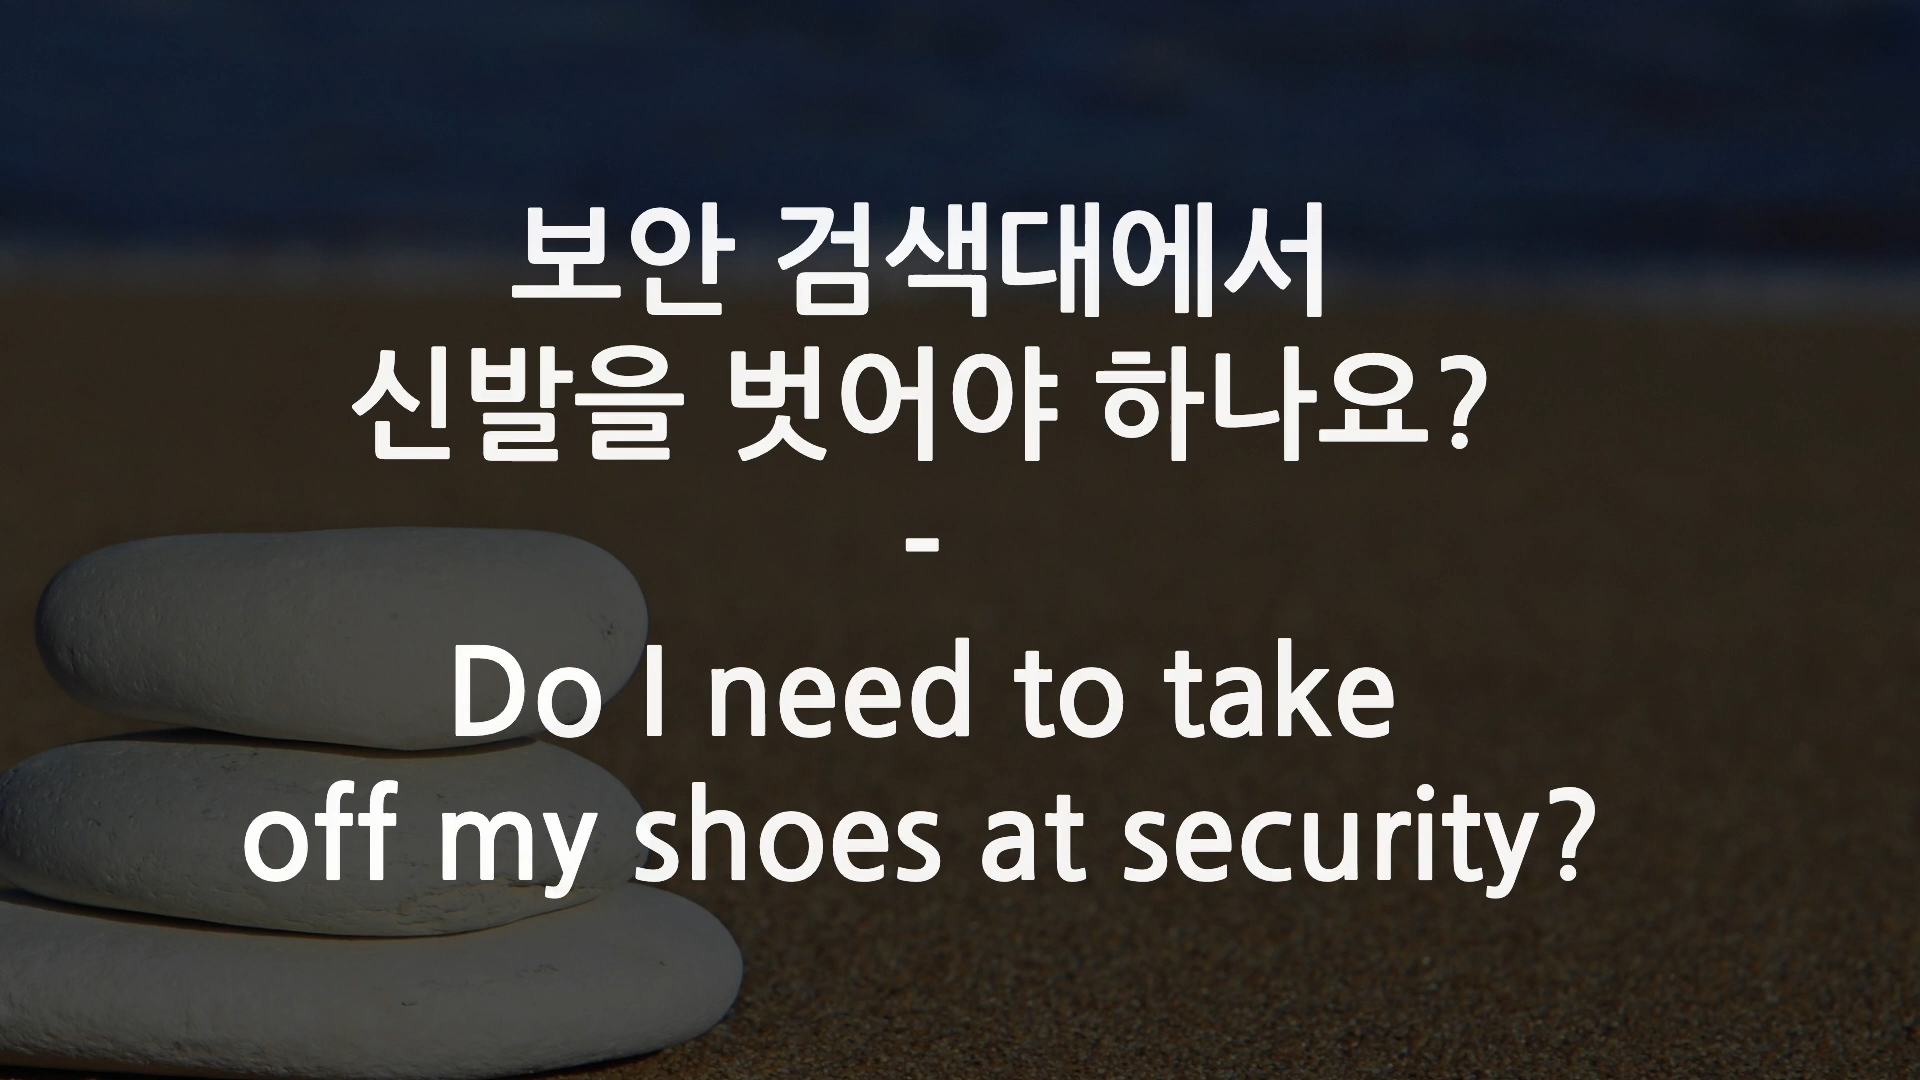 보안 검색대에서
신발을 벗어야 하나요?
-
Do I need to take
off my shoes at security?